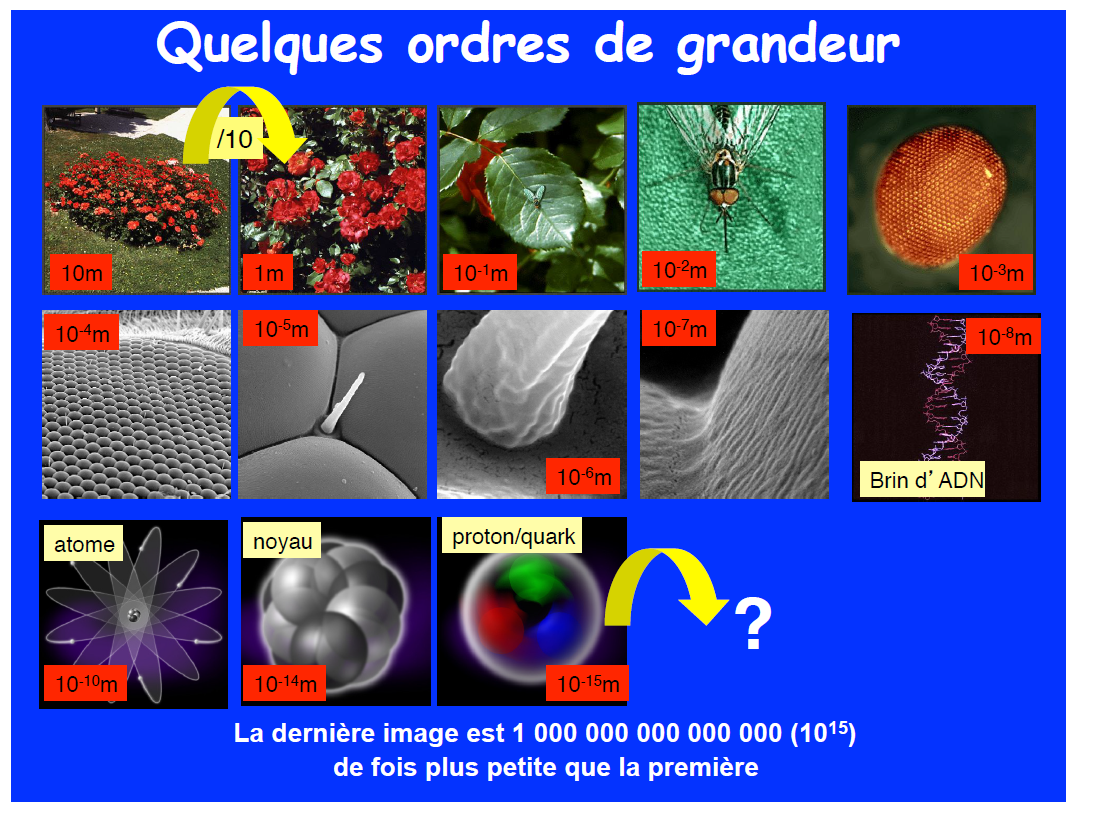 Quelques ordres de grandeur
/10
10m
1m
10⁻¹m
10⁻²m
10⁻³m
10⁻⁴m
10⁻⁵m
10⁻⁶m
10⁻⁷m
10⁻⁸m
Brin d’ADN
atome
10⁻¹⁰m
noyau
10⁻¹⁴m
proton/quark
10⁻¹⁵m
?
La dernière image est 1 000 000 000 000 000 (10¹⁵)
de fois plus petite que la première